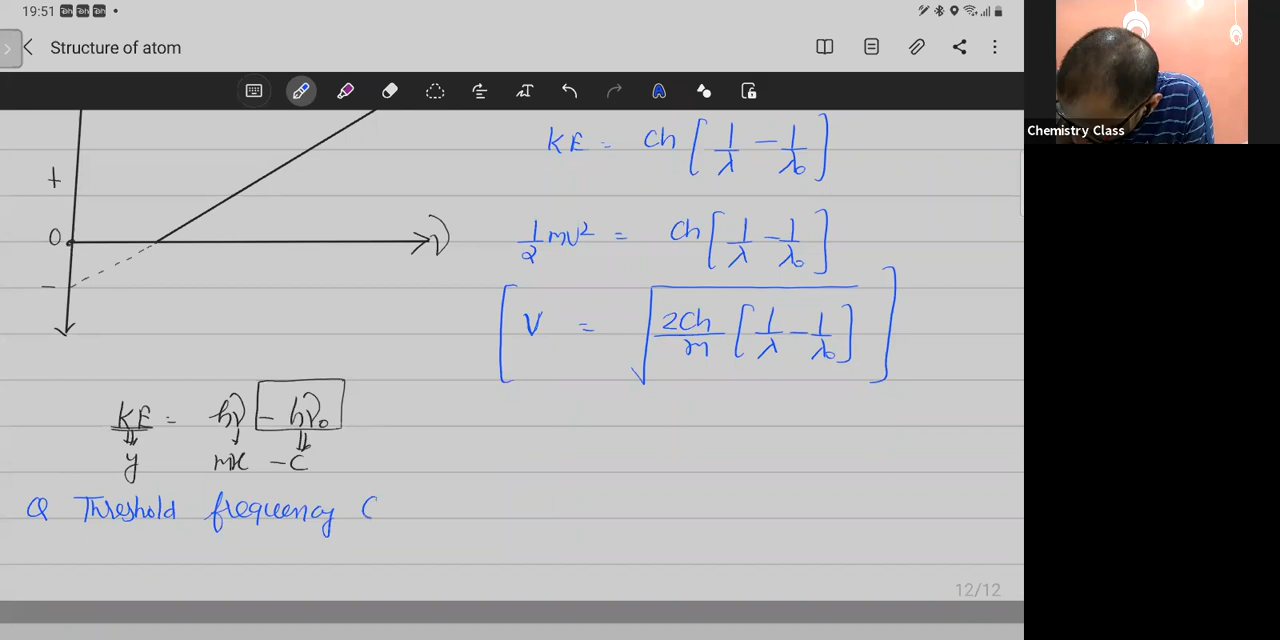 19:51
Structure of atom
KE = Ch [ 1/λ - 1/λ₀ ]
+
0
ν
1/2 mv² = Ch [ 1/λ - 1/λ₀ ]
-
[ V = √( 2Ch/m [ 1/λ - 1/λ₀ ] ) ]
KE = hν - hν₀
y mx -C
Q Threshold frequency (
12/12
Chemistry Class